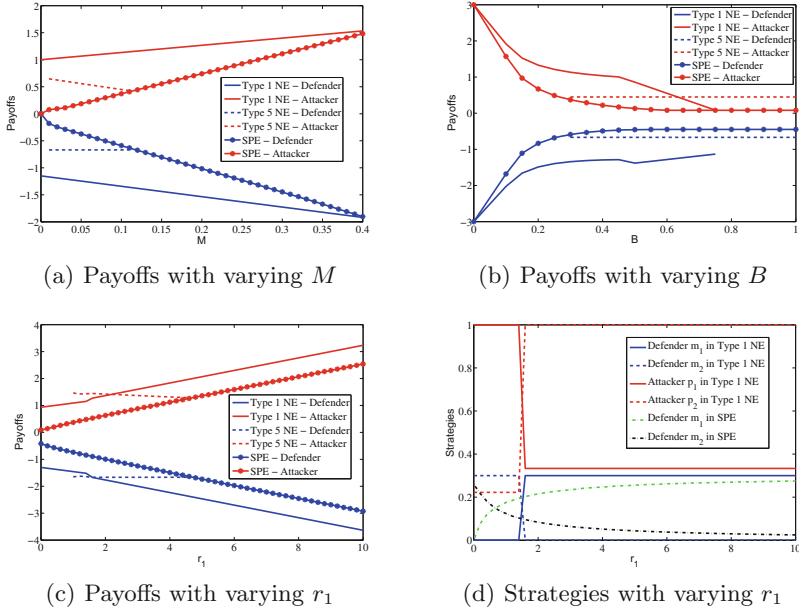 2
1.5
1
0.5
0
−0.5
−1
−1.5
−2
Payoffs
Type 1 NE − Defender
Type 1 NE − Attacker
Type 5 NE − Defender
Type 5 NE − Attacker
SPE − Defender
SPE − Attacker
0 0.05 0.1 0.15 0.2 0.25 0.3 0.35 0.4
M
(a) Payoffs with varying M
3
2
1
0
−1
−2
−3
Payoffs
Type 1 NE − Defender
Type 1 NE − Attacker
Type 5 NE − Defender
Type 5 NE − Attacker
SPE − Defender
SPE − Attacker
0 0.2 0.4 0.6 0.8 1
B
(b) Payoffs with varying B
4
3
2
1
0
−1
−2
−3
−4
Payoffs
Type 1 NE − Defender
Type 1 NE − Attacker
Type 5 NE − Defender
Type 5 NE − Attacker
SPE − Defender
SPE − Attacker
0 2 4 6 8 10
r₁
(c) Payoffs with varying r₁
1
0.8
0.6
0.4
0.2
0
Strategies
Defender m₁ in Type 1 NE
Defender m₂ in Type 1 NE
Attacker p₁ in Type 1 NE
Attacker p₂ in Type 1 NE
Defender m₁ in SPE
Defender m₂ in SPE
0 2 4 6 8 10
r₁
(d) Strategies with varying r₁